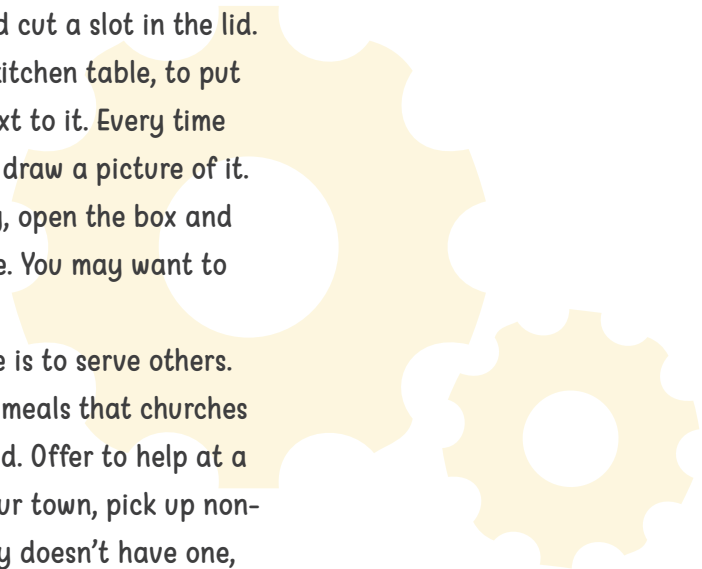 d cut a slot in the lid.
kitchen table, to put
xt to it. Every time
draw a picture of it.
, open the box and
e. You may want to
e is to serve others.
meals that churches
d. Offer to help at a
ur town, pick up non-
y doesn't have one,